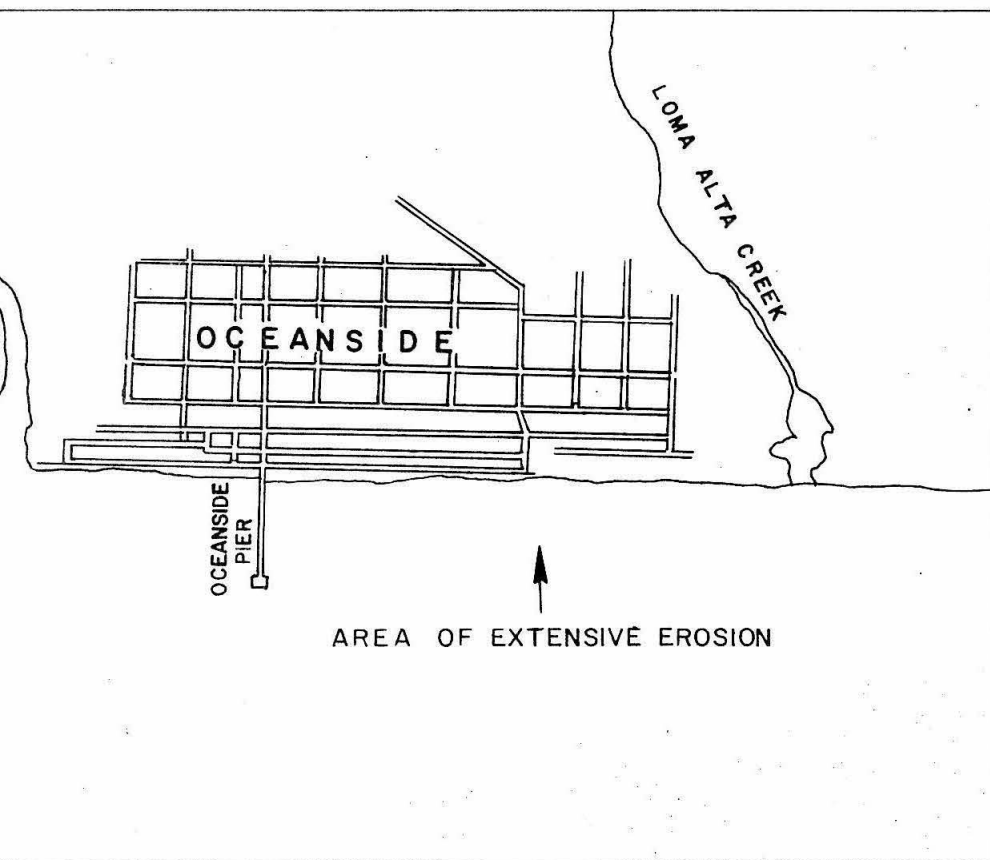 LOMA ALTA CREEK
OCEANSIDE
OCEANSIDE
PIER
AREA OF EXTENSIVE EROSION